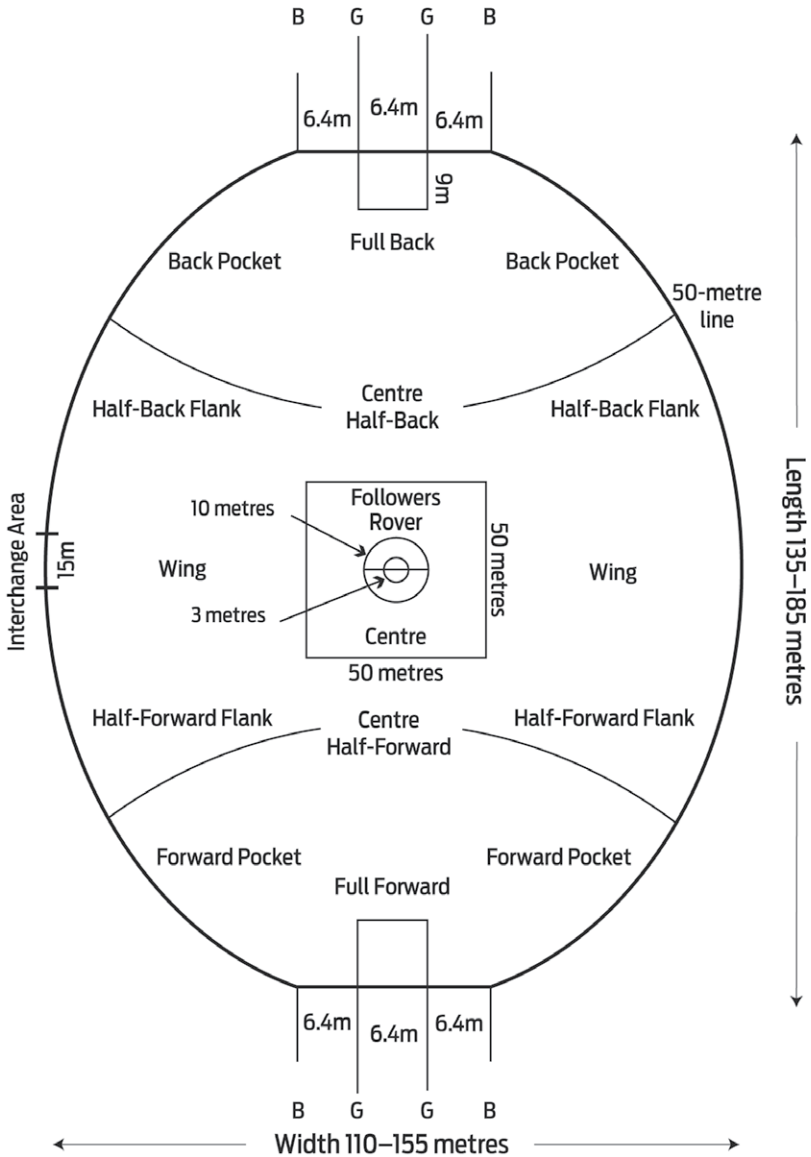 B G G B
6.4m 6.4m 6.4m
9m
Full Back
Back Pocket
Back Pocket
50-metre
line
Centre
Half-Back
Half-Back Flank
Half-Back Flank
Followers
Rover
10 metres
50 metres
Interchange Area
15m
Wing
Wing
3 metres
Centre
50 metres
Length 135–185 metres
Half-Forward Flank
Centre
Half-Forward
Half-Forward Flank
Forward Pocket
Forward Pocket
Full Forward
6.4m 6.4m 6.4m
B G G B
Width 110–155 metres